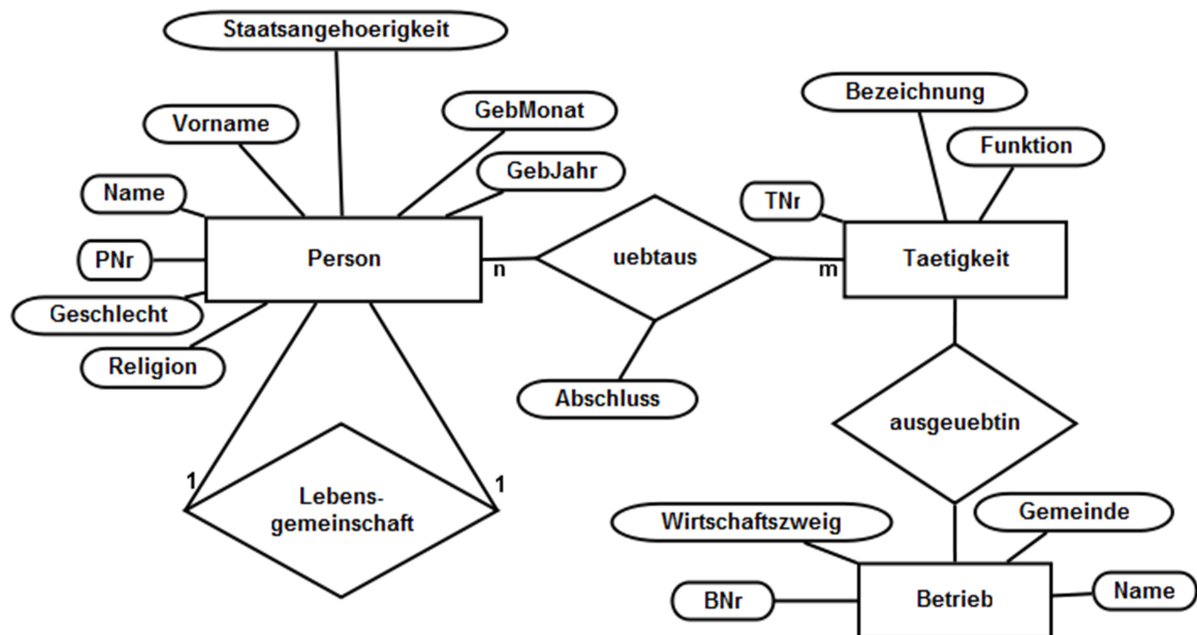 Staatsangehoerigkeit
Vorname
GebMonat
Bezeichnung
Name
GebJahr
Funktion
TNr
PNr
Person
n
uebtaus
m
Taetigkeit
Geschlecht
Religion
Abschluss
ausgeuebtin
1
1
Lebens-
gemeinschaft
Wirtschaftszweig
Gemeinde
BNr
Betrieb
Name